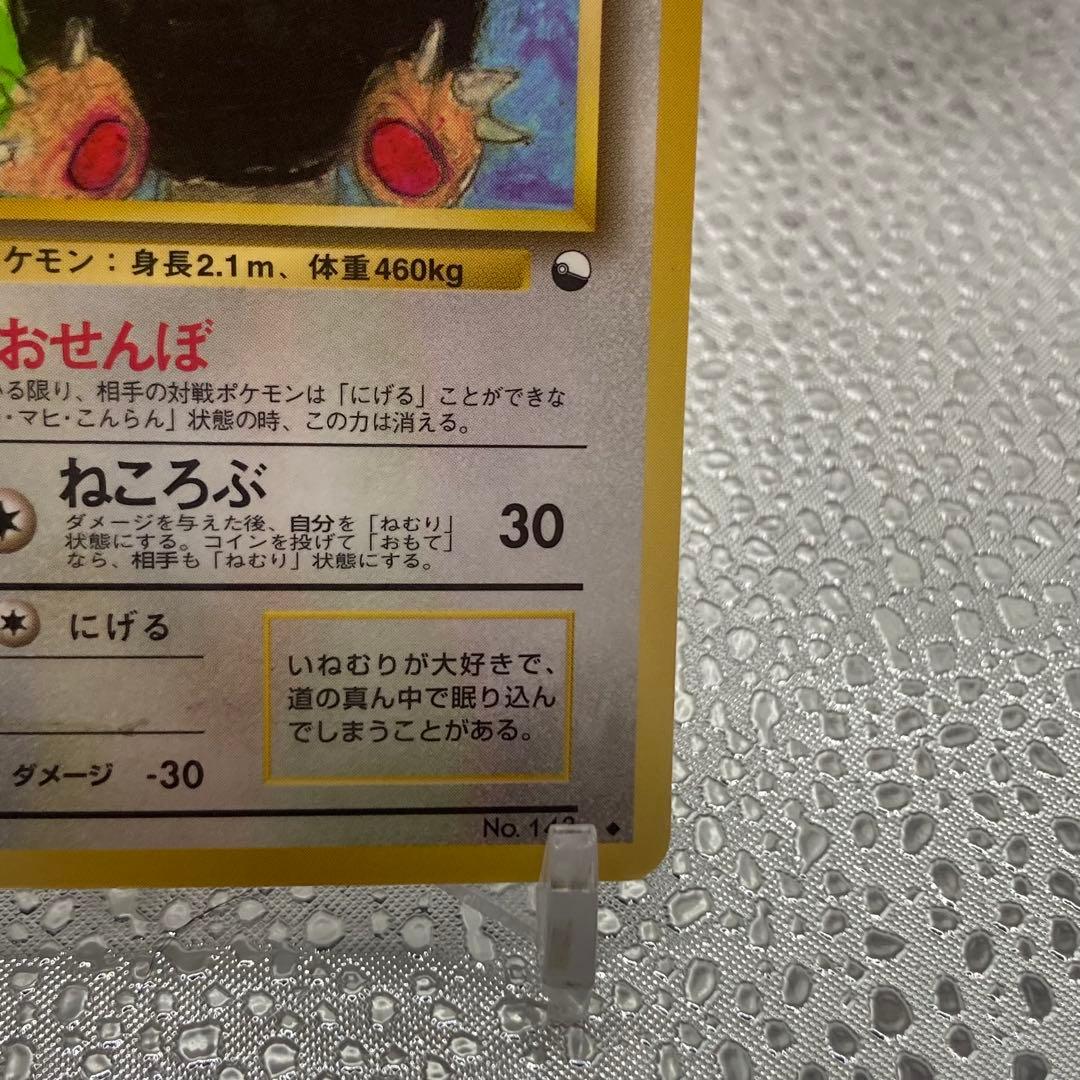 ケモン：身長2.1m、体重460kg
おせんぼ
いる限り、相手の対戦ポケモンは「にげる」ことができな
・マヒ・こんらん」状態の時、この力は消える。
ねころぶ
ダメージを与えた後、自分を「ねむり」
状態にする。コインを投げて「おもて」
なら、相手も「ねむり」状態にする。
30
にげる
いねむりが大好きで、
道の真ん中で眠り込ん
でしまうことがある。
ダメージ -30
No. 143